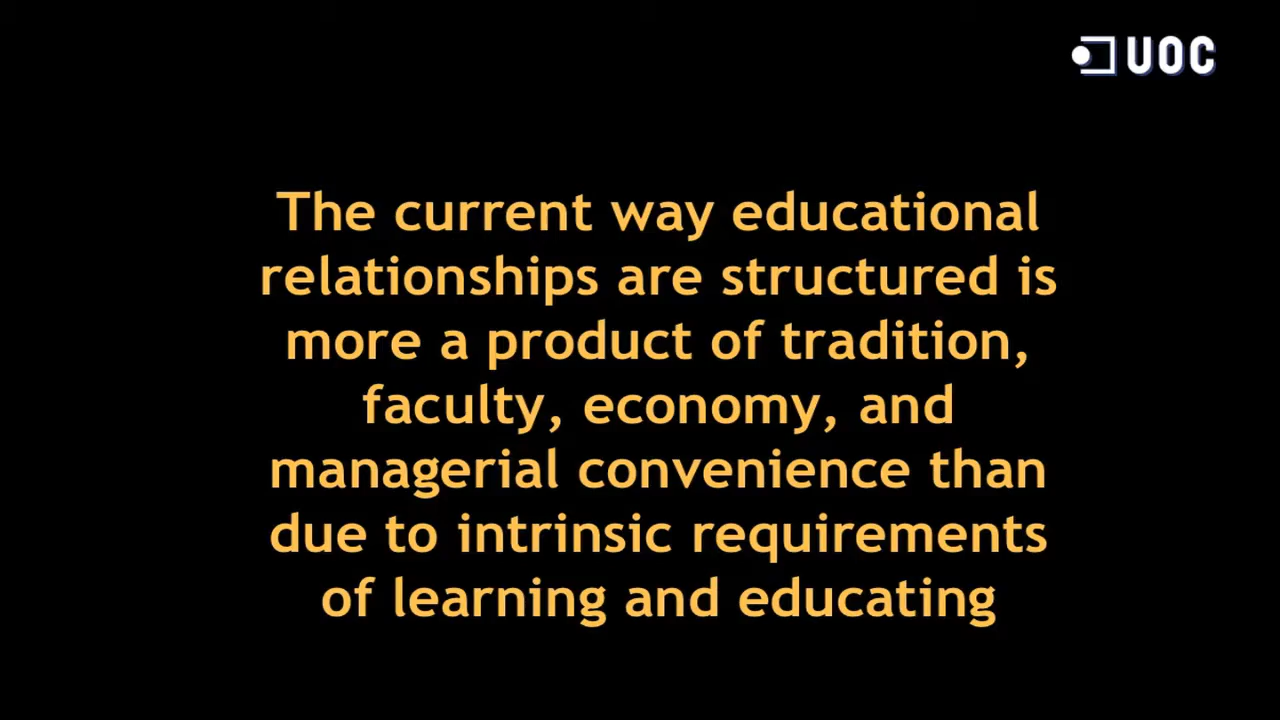 UOC
The current way educational
relationships are structured is
more a product of tradition,
faculty, economy, and
managerial convenience than
due to intrinsic requirements
of learning and educating